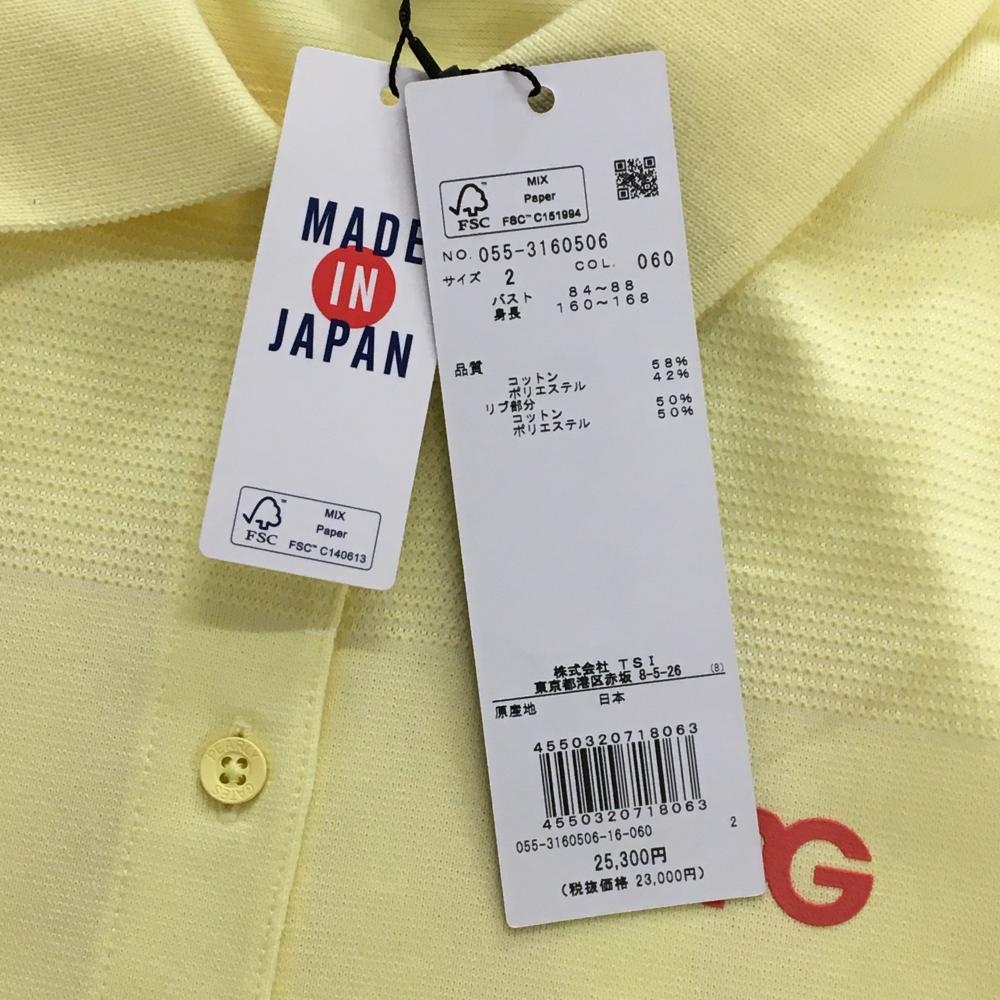 MADE
IN
JAPAN
FSC™
MIX
Paper
FSC™ C140613
FSC™
MIX
Paper
FSC™ C151994
NO. 055-3160506
サイズ 2 COL. 060
バスト 84～88
身長 160～168
品質
コットン 58%
ポリエステル 42%
リブ部分
コットン 50%
ポリエステル 50%
株式会社 TSI
東京都港区赤坂 8-5-26 (B)
原産地 日本
4550320718063
4550320718063
055-3160506-16-060 2
25,300円
(税抜価格 23,000円)
G